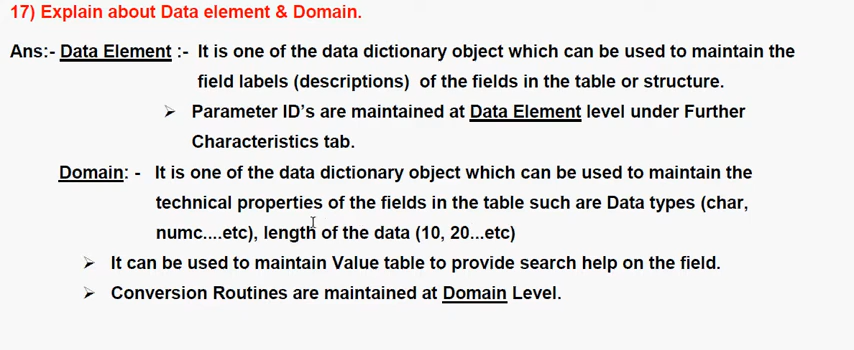 17) Explain about Data element & Domain.
Ans:- Data Element :- It is one of the data dictionary object which can be used to maintain the
field labels (descriptions) of the fields in the table or structure.
➢ Parameter ID's are maintained at Data Element level under Further
Characteristics tab.
Domain: - It is one of the data dictionary object which can be used to maintain the
technical properties of the fields in the table such are Data types (char,
numc....etc), length of the data (10, 20...etc)
➢ It can be used to maintain Value table to provide search help on the field.
➢ Conversion Routines are maintained at Domain Level.